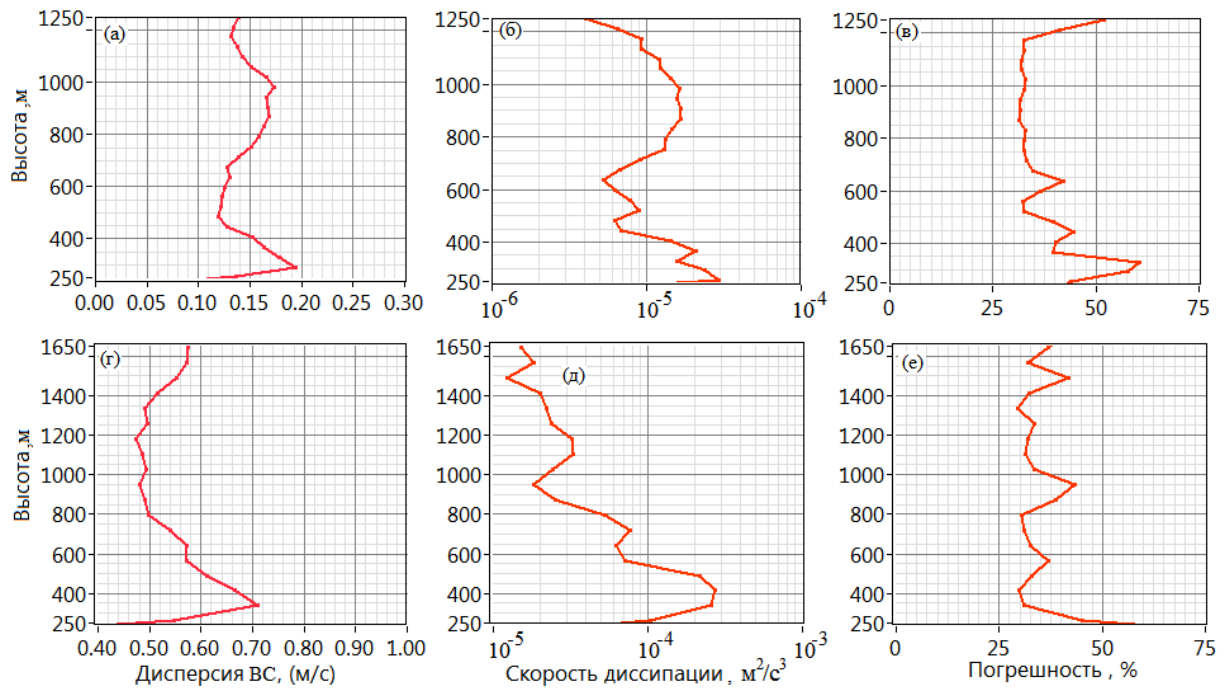 1250
(а)
Высота ,м
1000
800
600
400
250
0.00 0.05 0.10 0.15 0.20 0.25 0.30
1250
(б)
1000
800
600
400
250
10⁻⁶ 10⁻⁵ 10⁻⁴
1250
(в)
1000
800
600
400
250
0 25 50 75
1650
(г)
Высота ,м
1400
1200
1000
800
600
400
250
0.40 0.50 0.60 0.70 0.80 0.90 1.00
Дисперсия ВС, (м/с)
1650
(д)
1400
1200
1000
800
600
400
250
10⁻⁵ 10⁻⁴ 10⁻³
Скорость диссипации , м²/с³
1650
(е)
1400
1200
1000
800
600
400
250
0 25 50 75
Погрешность , %